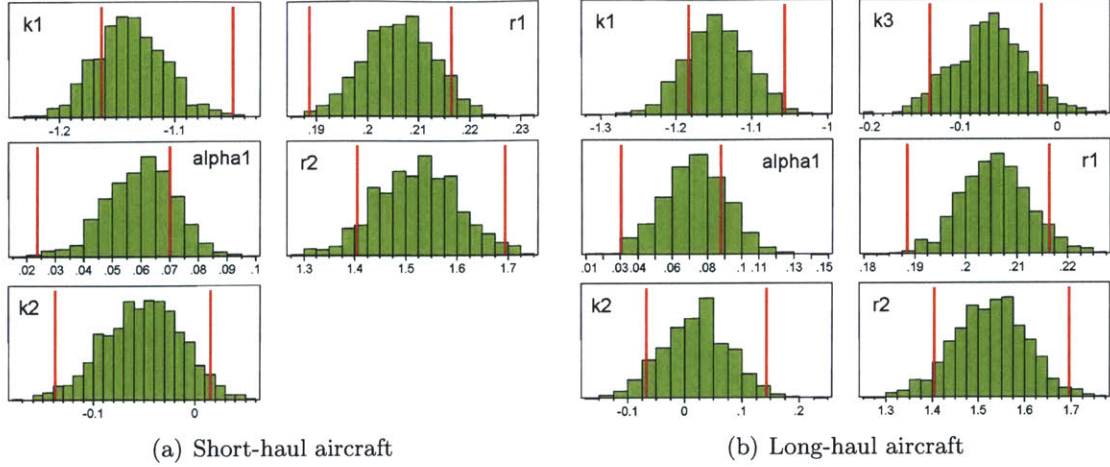 k1
-1.2 -1.1
r1
.19 .2 .21 .22 .23
alpha1
.02 .03 .04 .05 .06 .07 .08 .09 .1
r2
1.3 1.4 1.5 1.6 1.7
k2
-0.1 0
(a) Short-haul aircraft
k1
-1.3 -1.2 -1.1 -1
k3
-0.2 -0.1 0
alpha1
.01 .03 .04 .06 .08 .1 .11 .13 .15
r1
.18 .19 .2 .21 .22
k2
-0.1 0 .1 .2
r2
1.3 1.4 1.5 1.6 1.7
(b) Long-haul aircraft